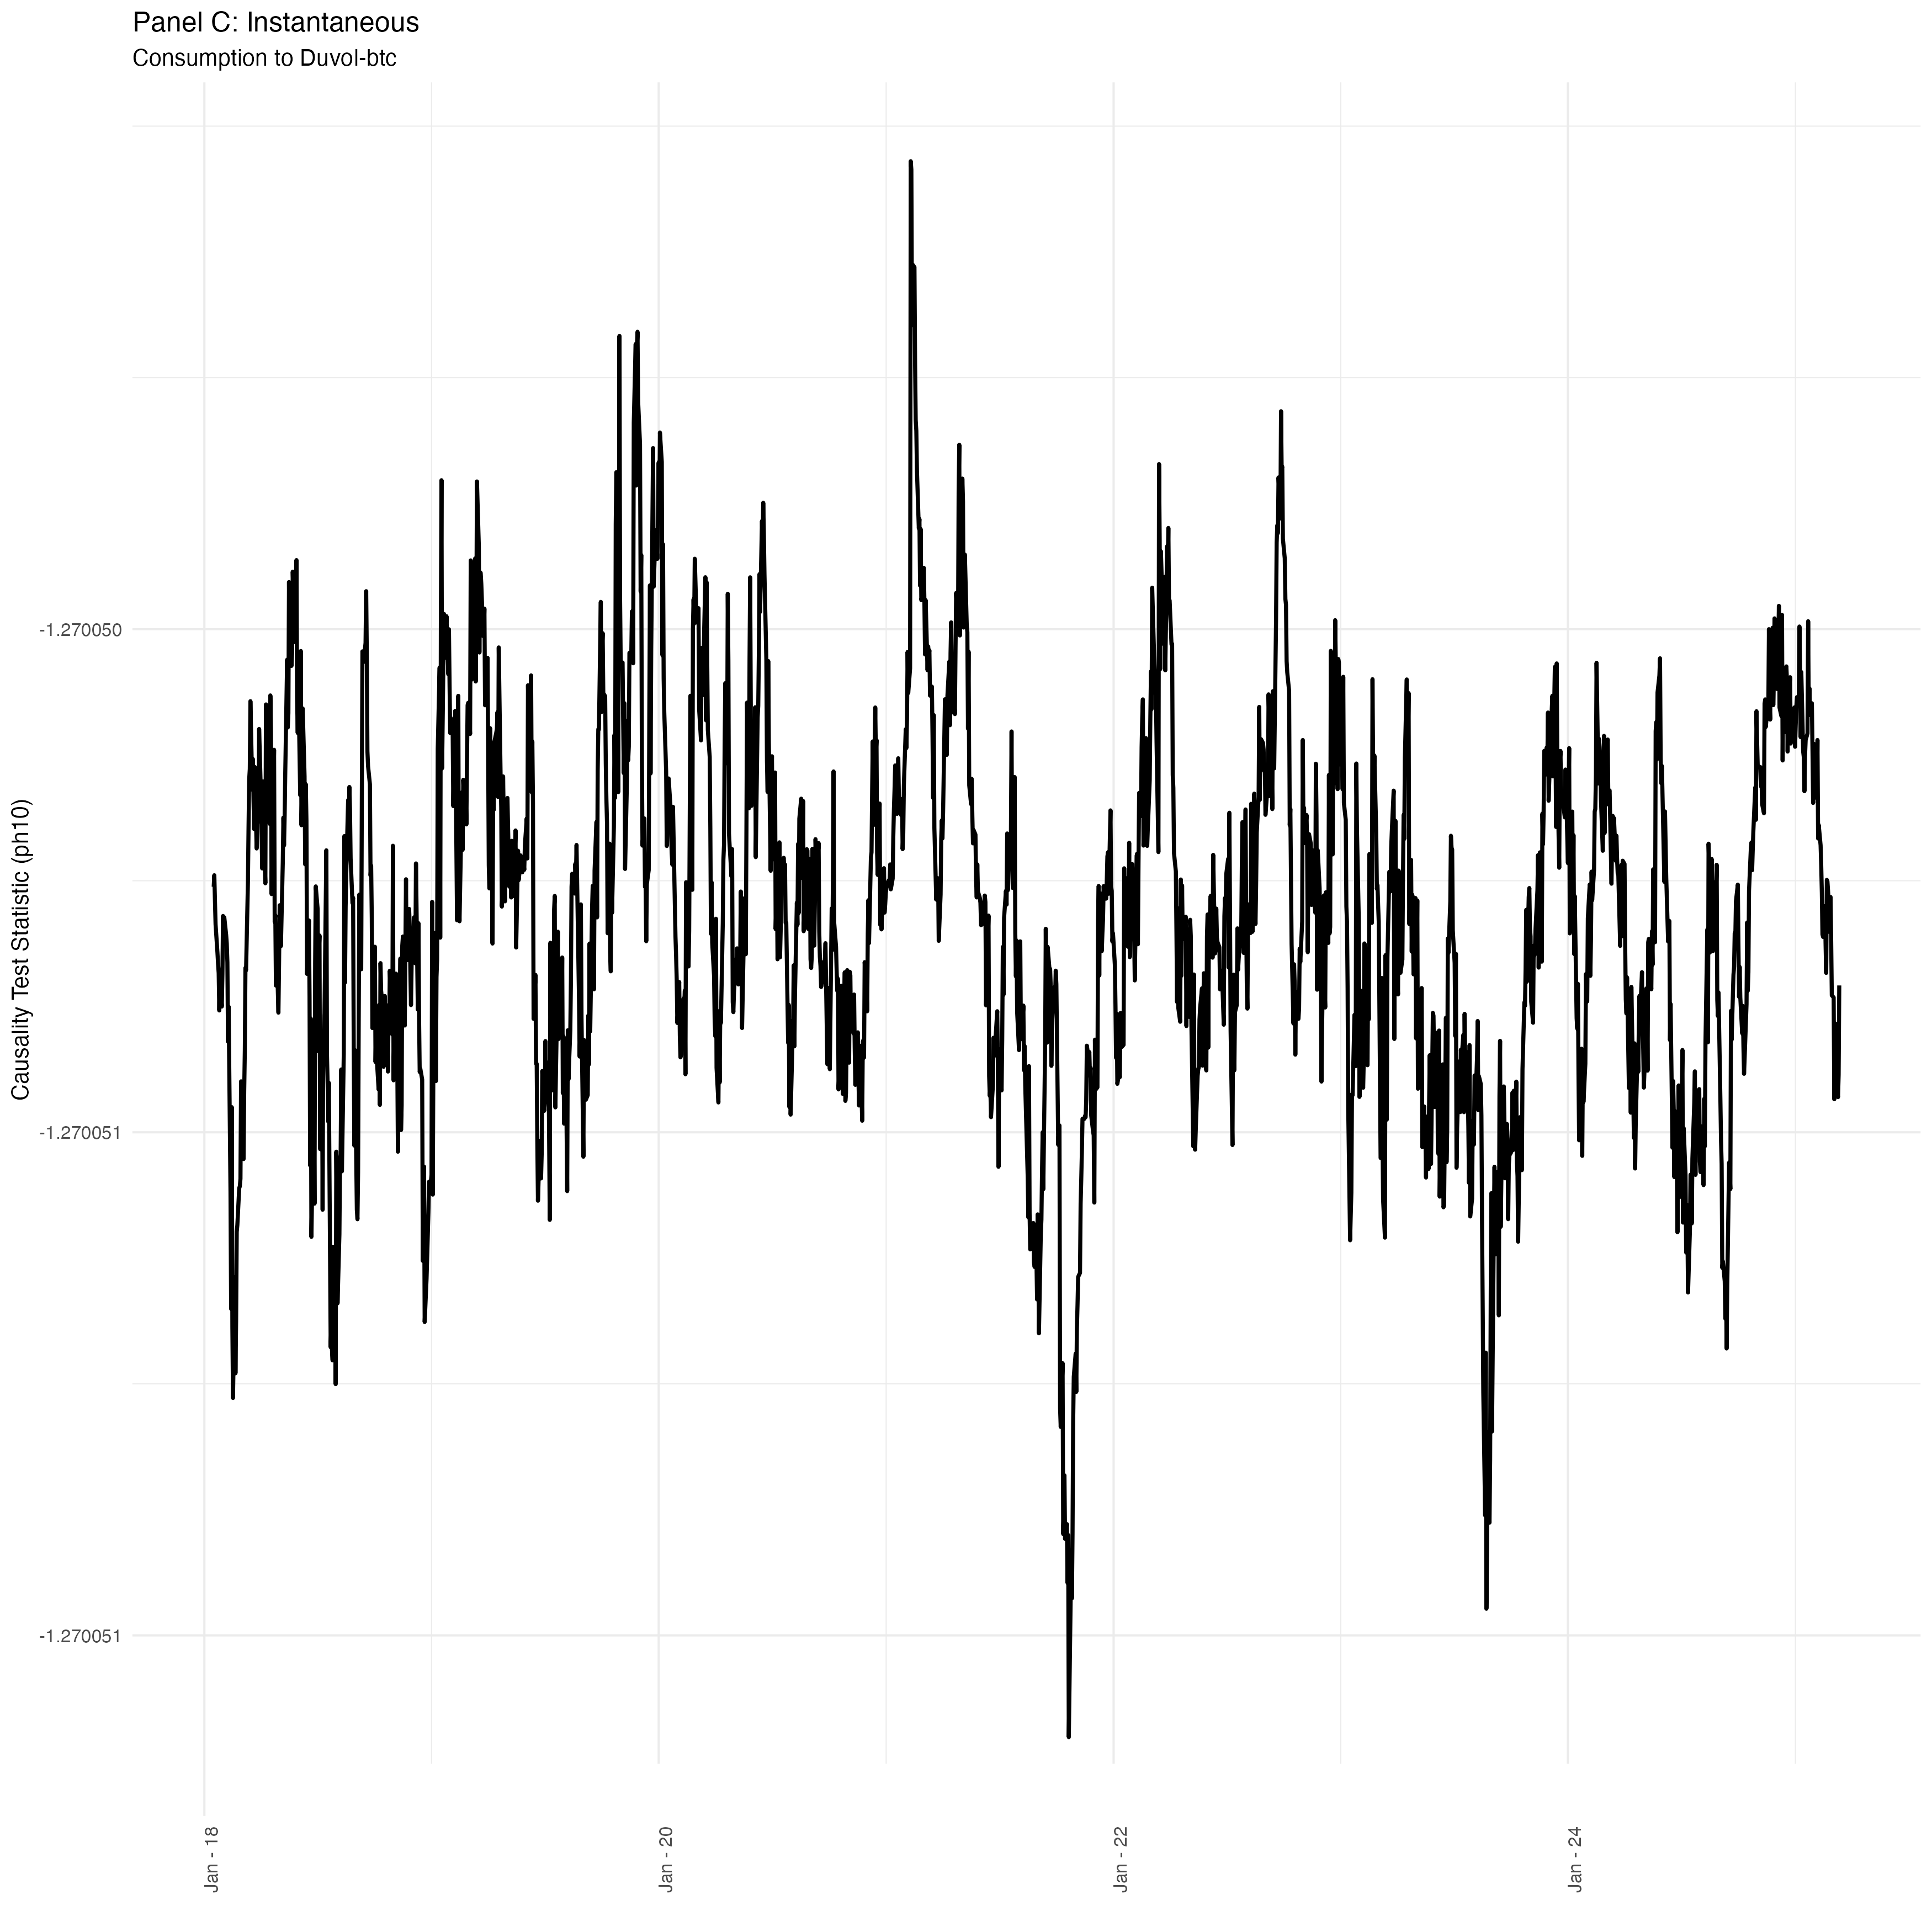 Panel C: Instantaneous
Consumption to Duvol-btc
Causality Test Statistic (ph10)
-1.270050
-1.270051
-1.270051
Jan - 18
Jan - 20
Jan - 22
Jan - 24